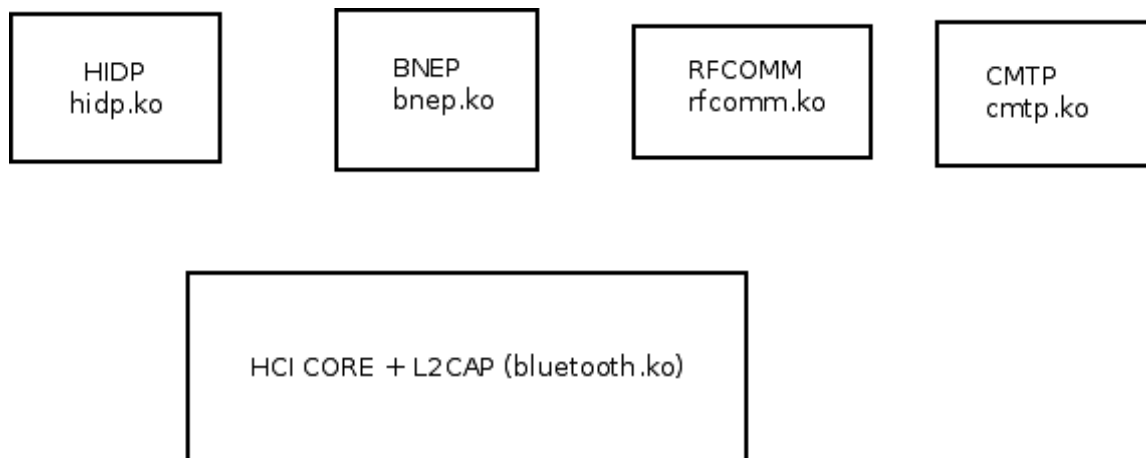 HIDP
hidp.ko
BNEP
bnep.ko
RFCOMM
rfcomm.ko
CMTP
cmtp.ko
HCI CORE + L2CAP (bluetooth.ko)